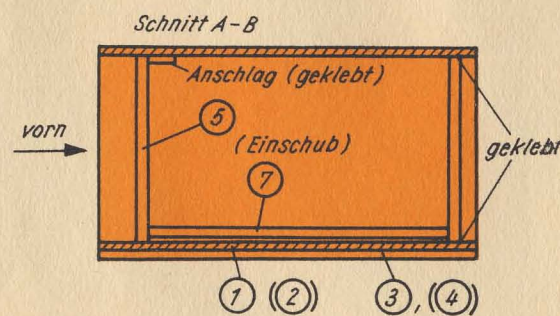 Schnitt A-B
Anschlag (geklebt)
5
vorn
(Einschub)
geklebt
7
1 (2) 3, (4)